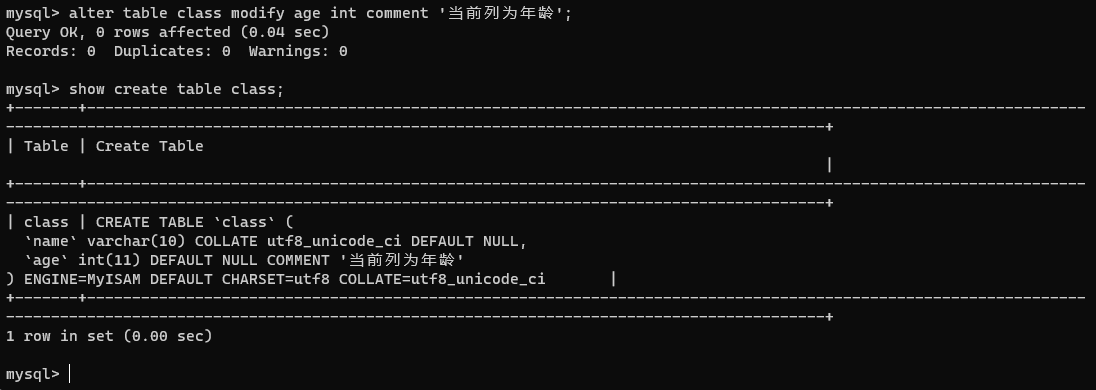 mysql> alter table class modify age int comment '当前列为年龄';
Query OK, 0 rows affected (0.04 sec)
Records: 0  Duplicates: 0  Warnings: 0
mysql> show create table class;
+-------+---------------------------------------------------------------------------------------------------------------
-------------------------------------------------------------------------------------------+
| Table | Create Table
|
+-------+---------------------------------------------------------------------------------------------------------------
-------------------------------------------------------------------------------------------+
| class | CREATE TABLE `class` (
  `name` varchar(10) COLLATE utf8_unicode_ci DEFAULT NULL,
  `age` int(11) DEFAULT NULL COMMENT '当前列为年龄'
) ENGINE=MyISAM DEFAULT CHARSET=utf8 COLLATE=utf8_unicode_ci       |
+-------+---------------------------------------------------------------------------------------------------------------
-------------------------------------------------------------------------------------------+
1 row in set (0.00 sec)
mysql>